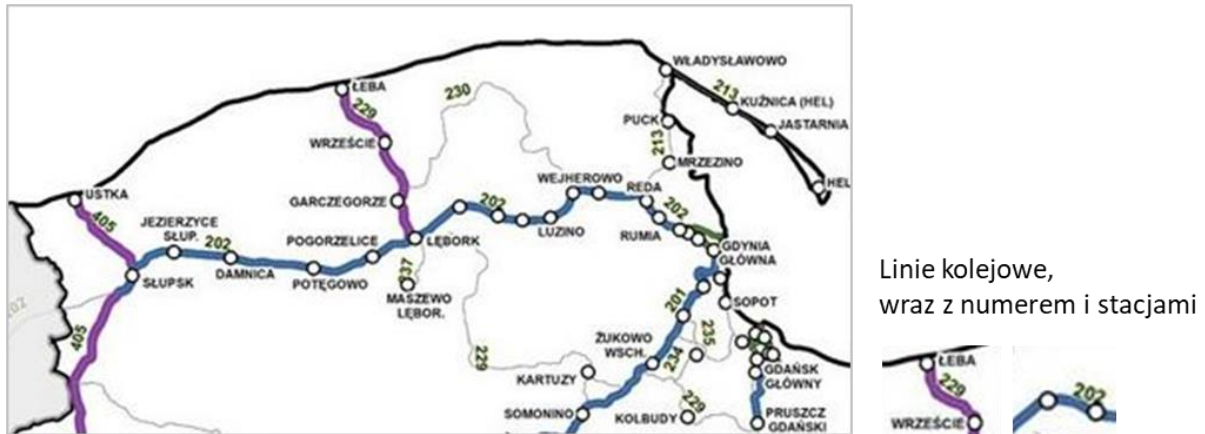 WŁADYSŁAWOWO
213
KUŹNICA (HEL)
ŁEBA
230
229
JASTARNIA
PUCK
WRZEŚCIE
213
MRZEZINO
WEJHEROWO
REDA
HEL
USTKA
GARCZEGORZE
405
202
202
JEZIERZYCE
SŁUP.
LUZINO
RUMIA
202
POGORZELICE
LĘBORK
GDYNIA
GŁÓWNA
DAMNICA
SŁUPSK
POTĘGOWO
237
MASZEWO
LĘBOR.
201
SOPOT
202
405
235
ŻUKOWO
WSCH.
234
229
GDAŃSK
GŁÓWNY
KARTUZY
229
SOMONINO
KOLBUDY
PRUSZCZ
GDAŃSKI
Linie kolejowe,
wraz z numerem i stacjami
ŁEBA
229
WRZEŚCIE
202